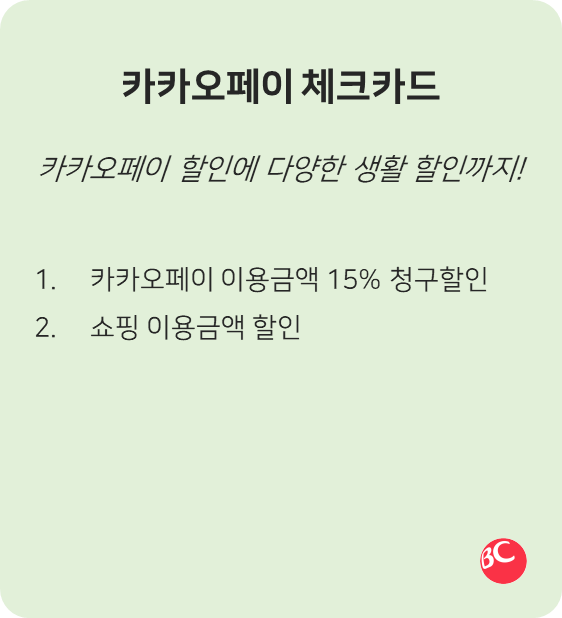 카카오페이 체크카드
카카오페이 할인에 다양한 생활 할인까지!
1. 카카오페이 이용금액 15% 청구할인
2. 쇼핑 이용금액 할인
BC